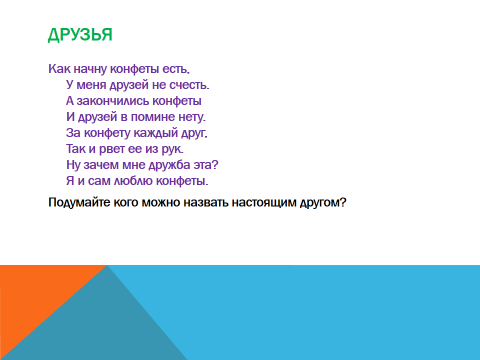 ДРУЗЬЯ
Как начну конфеты есть,
У меня друзей не счесть.
А закончились конфеты
И друзей в помине нету.
За конфету каждый друг,
Так и рвет ее из рук.
Ну зачем мне дружба эта?
Я и сам люблю конфеты.
Подумайте кого можно назвать настоящим другом?